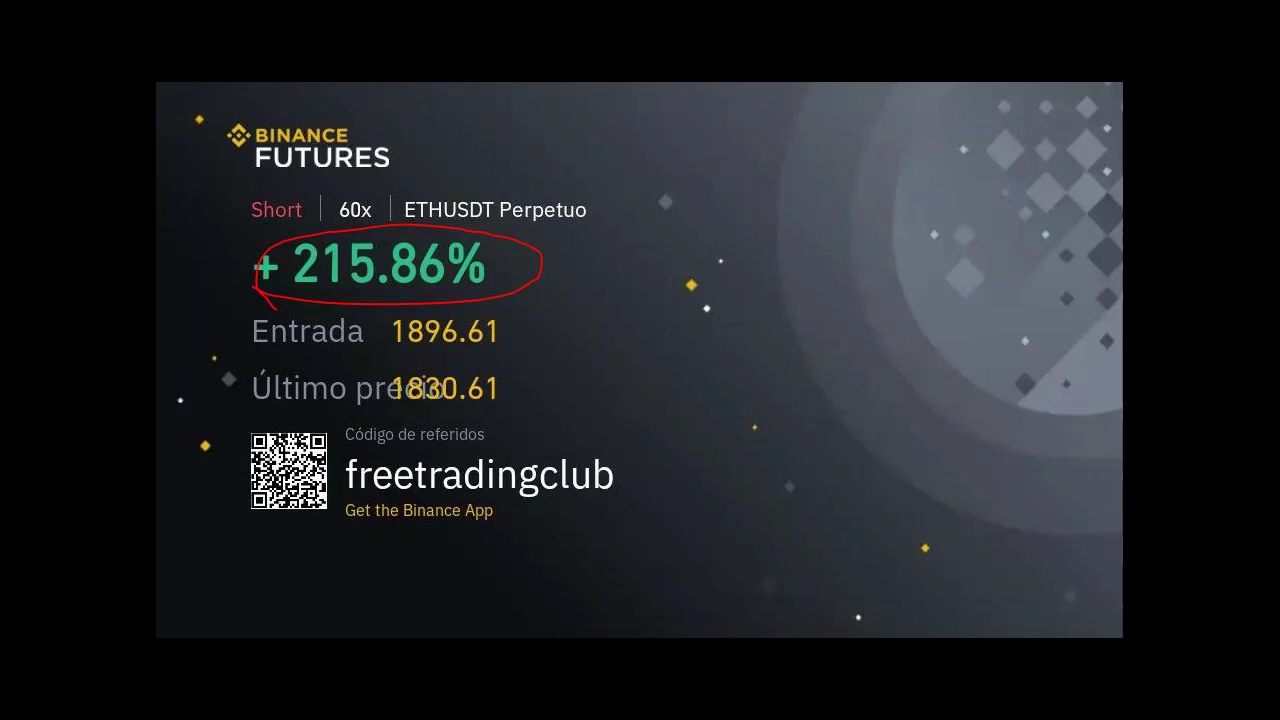 BINANCE
FUTURES
Short | 60x | ETHUSDT Perpetuo
+ 215.86%
Entrada 1896.61
Último precio 1830.61
Código de referidos
freetradingclub
Get the Binance App